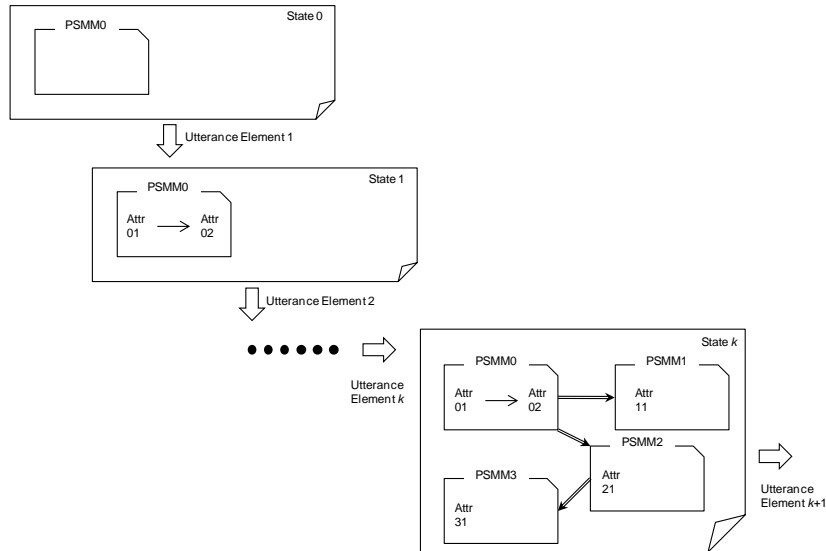 State 0
PSMM0
Utterance Element 1
State 1
PSMM0
Attr
01
Attr
02
Utterance Element 2
Utterance
Element k
State k
PSMM0
Attr
01
Attr
02
PSMM1
Attr
11
PSMM2
Attr
21
PSMM3
Attr
31
Utterance
Element k+1